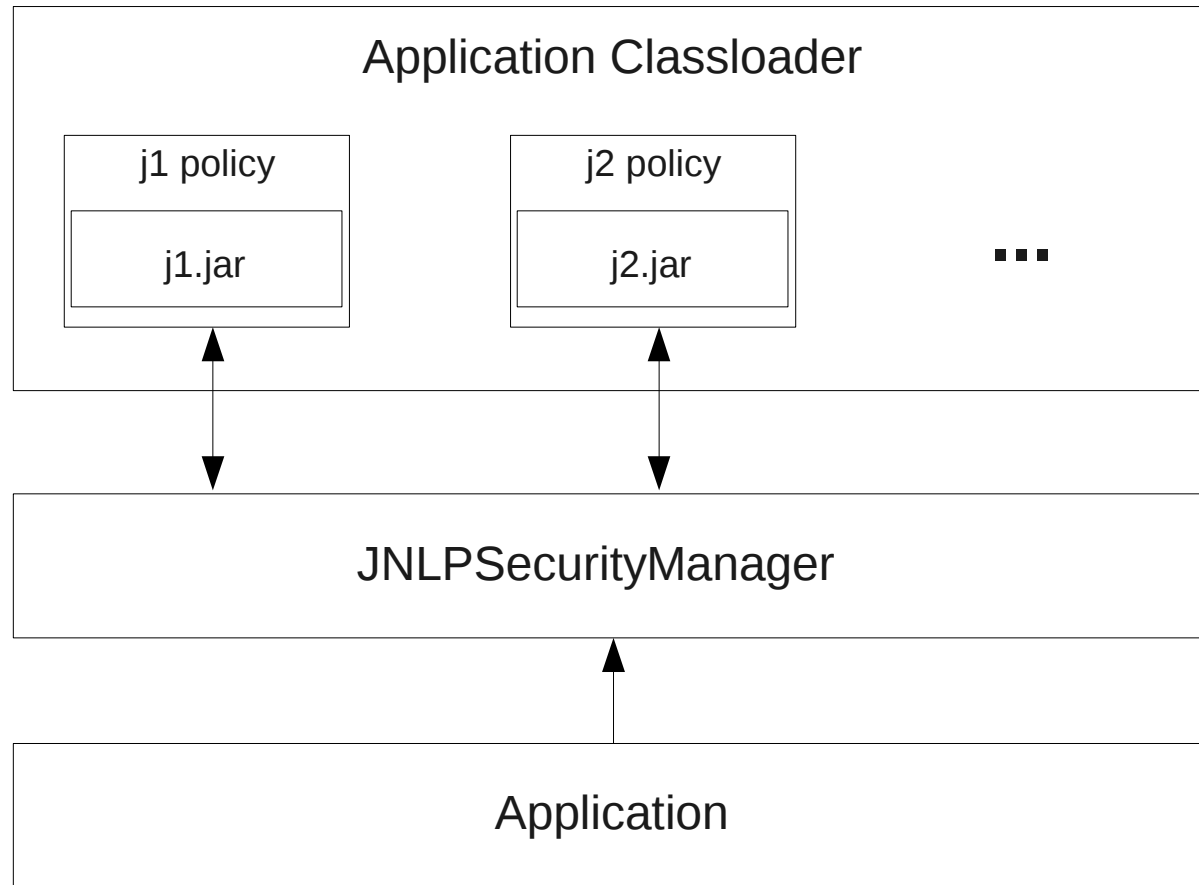 Application Classloader
j1 policy
j2 policy
j1.jar
j2.jar
...
JNLPSecurityManager
Application